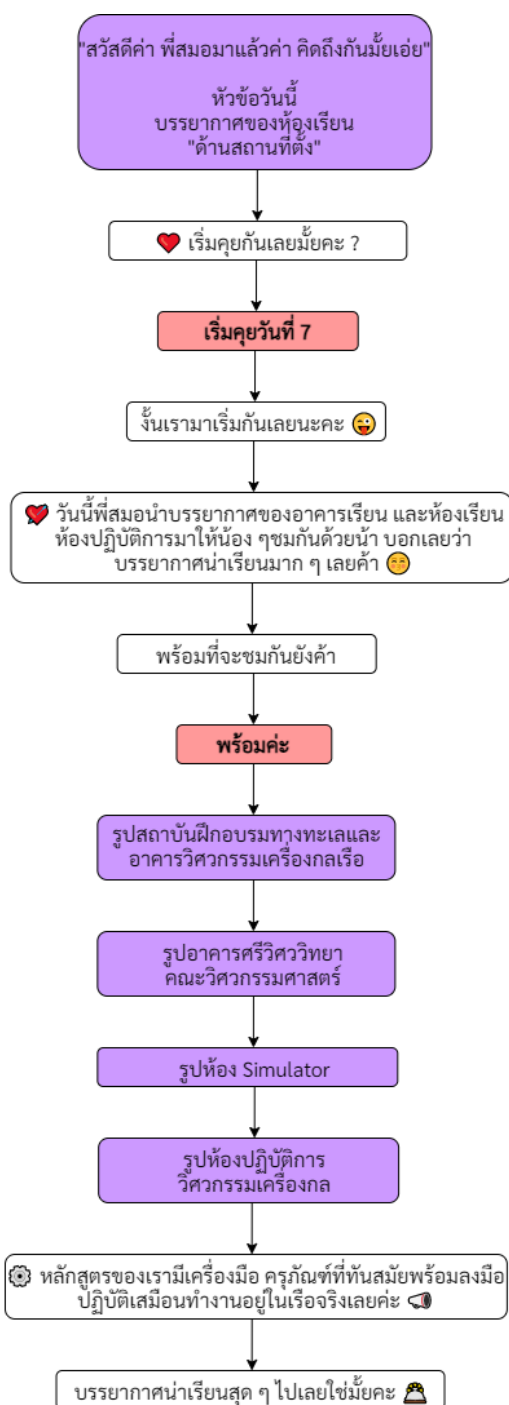 "สวัสดีค่า พี่สมอมาแล้วค่า คิดถึงกันมั้ยเอ่ย"
หัวข้อวันนี้
บรรยากาศของห้องเรียน
"ด้านสถานที่ตั้ง"
❤️ เริ่มคุยกันเลยมั้ยคะ ?
เริ่มคุยวันที่ 7
งั้นเรามาเริ่มกันเลยนะคะ 😜
💘 วันนี้พี่สมอนำบรรยากาศของอาคารเรียน และห้องเรียน
ห้องปฏิบัติการมาให้น้อง ๆชมกันด้วยน้า บอกเลยว่า
บรรยากาศน่าเรียนมาก ๆ เลยค้า 😚
พร้อมที่จะชมกันยังค้า
พร้อมค่ะ
รูปสถาบันฝึกอบรมทางทะเลและ
อาคารวิศวกรรมเครื่องกลเรือ
รูปอาคารศรีวิศววิทยา
คณะวิศวกรรมศาสตร์
รูปห้อง Simulator
รูปห้องปฏิบัติการ
วิศวกรรมเครื่องกล
⚙️ หลักสูตรของเรามีเครื่องมือ ครุภัณฑ์ที่ทันสมัยพร้อมลงมือ
ปฏิบัติเสมือนทำงานอยู่ในเรือจริงเลยค่ะ 📣
บรรยากาศน่าเรียนสุด ๆ ไปเลยใช่มั้ยคะ